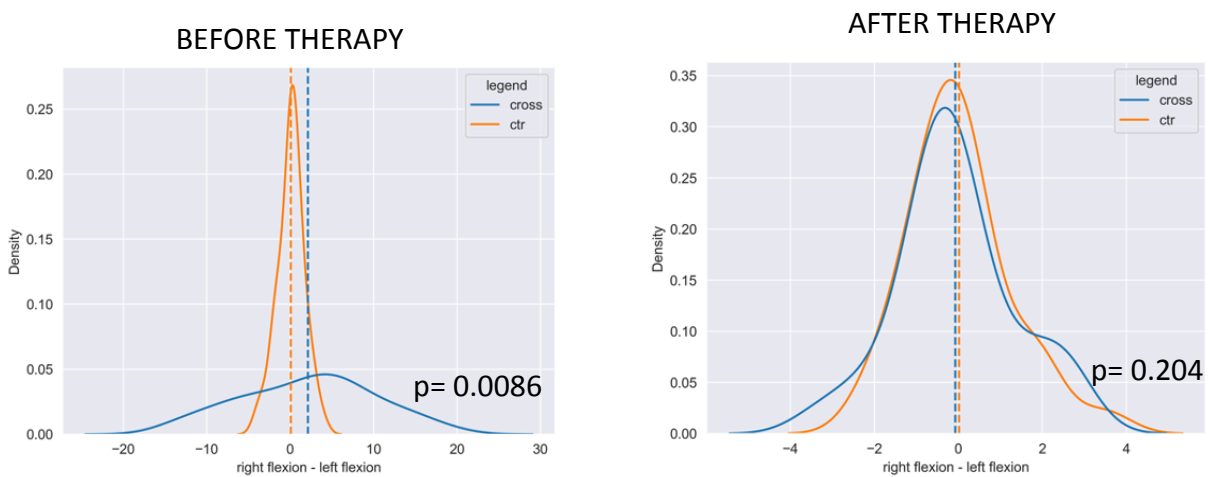 BEFORE THERAPY
legend
cross
ctr
0.25
0.20
0.15
0.10
0.05
0.00
Density
p= 0.0086
−20
−10
0
10
20
30
right flexion - left flexion
AFTER THERAPY
legend
cross
ctr
0.35
0.30
0.25
0.20
0.15
0.10
0.05
0.00
Density
p= 0.204
−4
−2
0
2
4
right flexion - left flexion